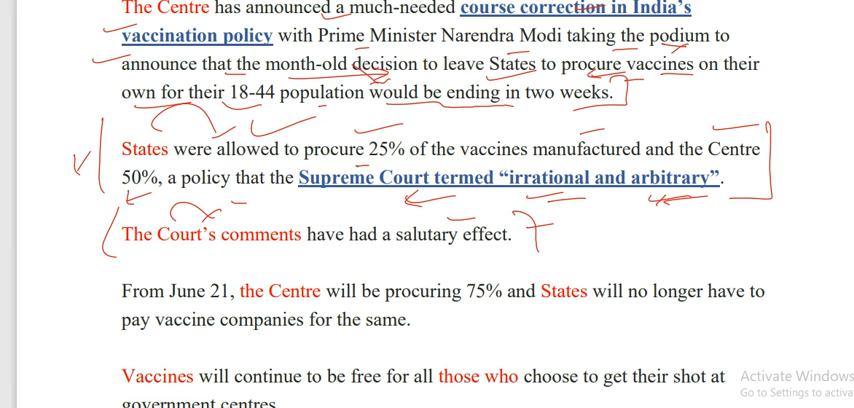 The Centre has announced a much-needed course correction in India's
vaccination policy with Prime Minister Narendra Modi taking the podium to
announce that the month-old decision to leave States to procure vaccines on their
own for their 18-44 population would be ending in two weeks.
States were allowed to procure 25% of the vaccines manufactured and the Centre
50%, a policy that the Supreme Court termed “irrational and arbitrary”.
The Court's comments have had a salutary effect.
From June 21, the Centre will be procuring 75% and States will no longer have to
pay vaccine companies for the same.
Vaccines will continue to be free for all those who choose to get their shot at
government centres.
Activate Windows
Go to Settings to activa